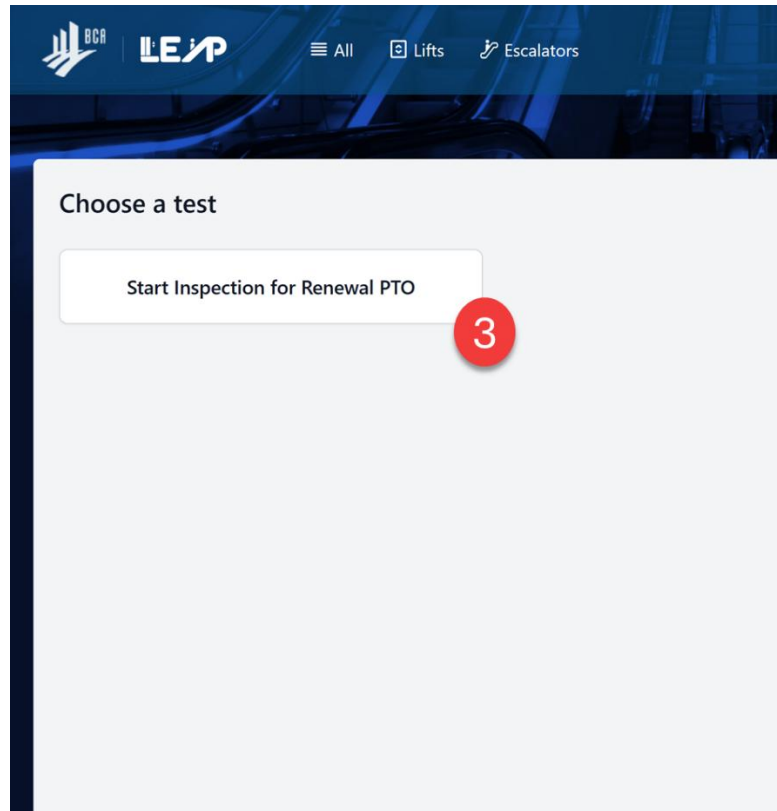 BCA LEAP All Lifts Escalators
Choose a test
Start Inspection for Renewal PTO
3